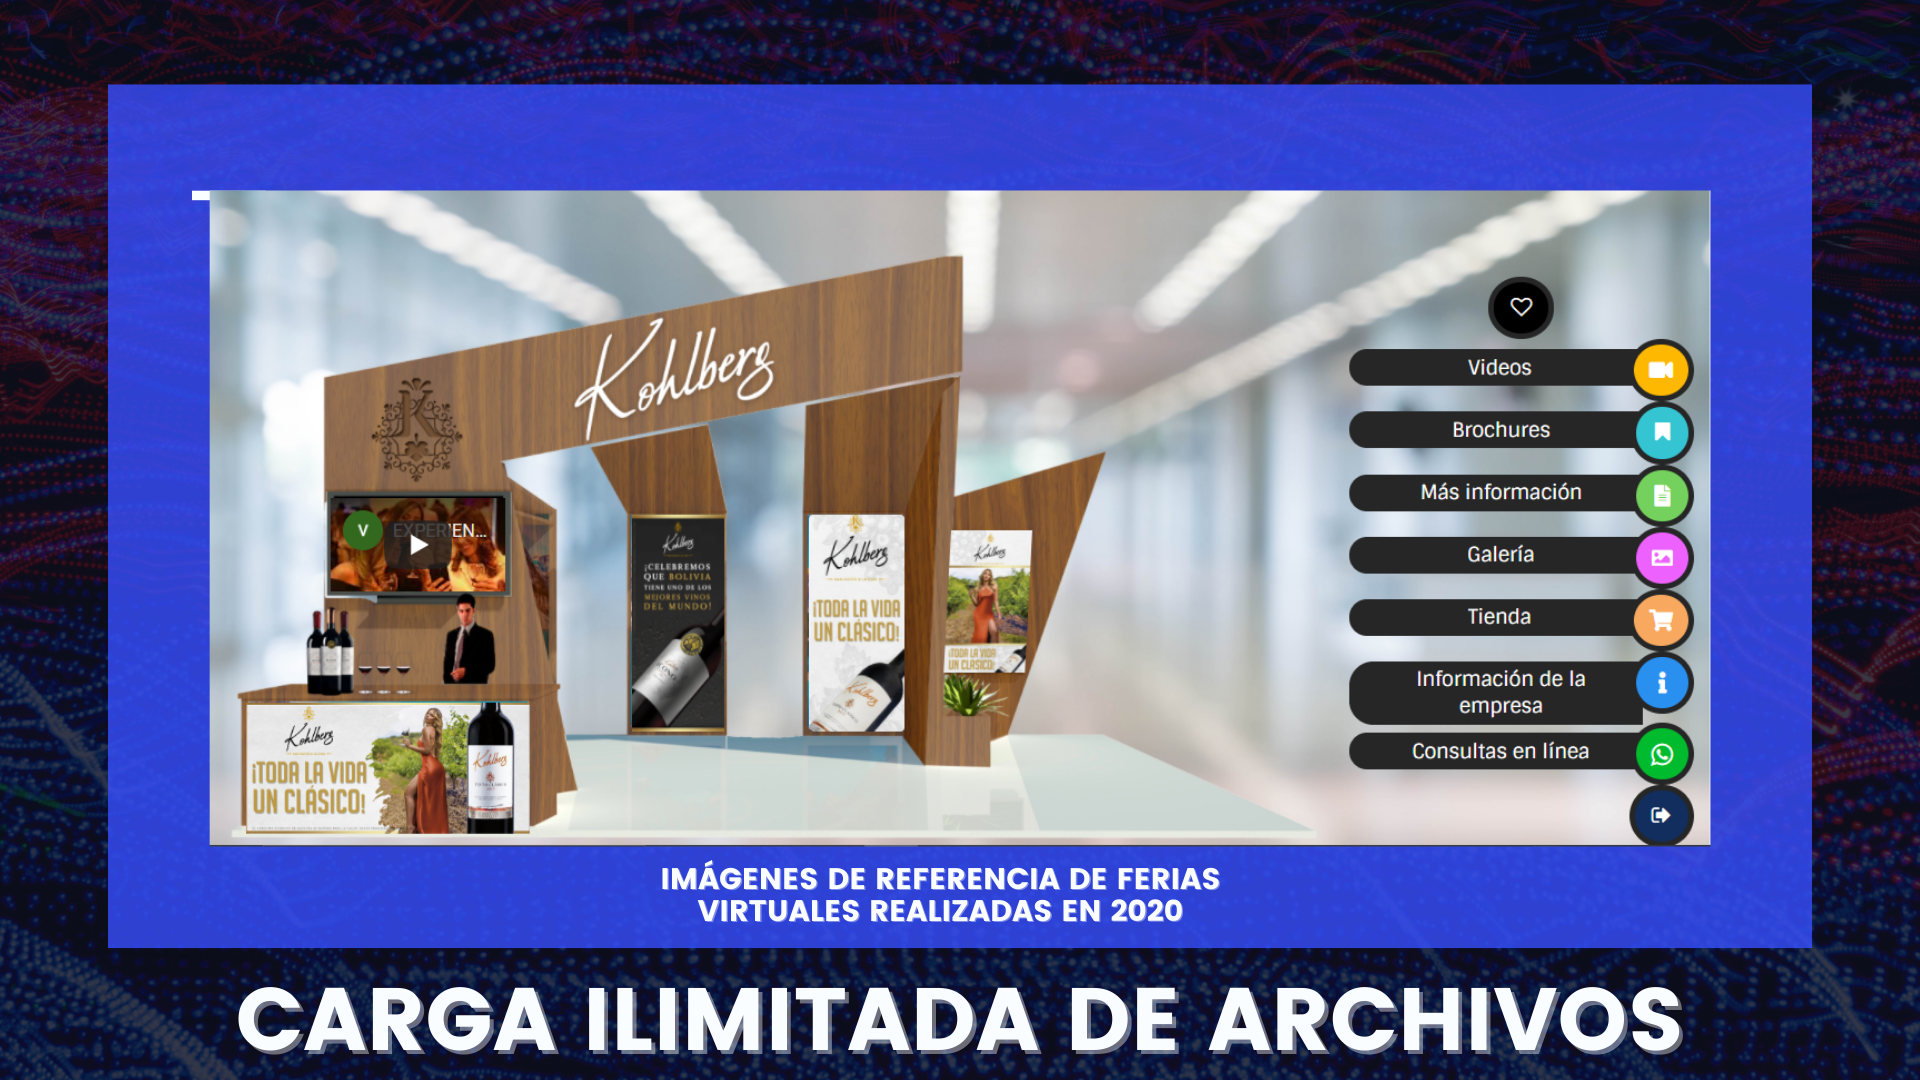 Kohlberg
K
V EXPERIEN...
Kohlberg
¡CELEBREMOS
QUE BOLIVIA
TIENE UNO DE LOS
MEJORES VINOS
DEL MUNDO!
Kohlberg
¡TODA LA VIDA
UN CLÁSICO!
Kohlberg
Kohlberg
¡TODA LA VIDA
UN CLÁSICO!
Kohlberg
¡TODA LA VIDA
UN CLÁSICO!
Kohlberg
Videos
Brochures
Más información
Galería
Tienda
Información de la
empresa
Consultas en línea
IMÁGENES DE REFERENCIA DE FERIAS
VIRTUALES REALIZADAS EN 2020
CARGA ILIMITADA DE ARCHIVOS